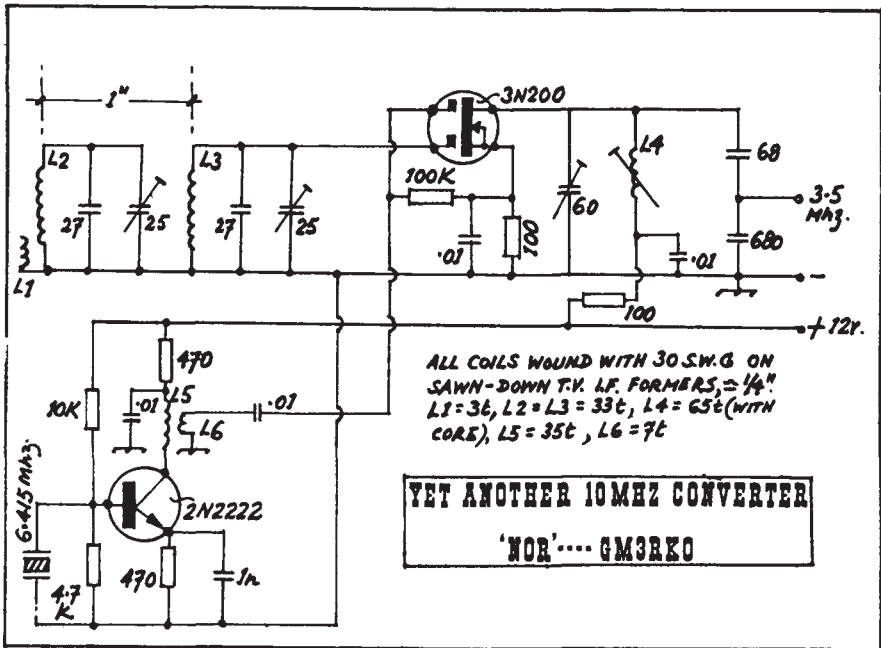 1"
3N200
L2
L3
L4
68
100K
27
25
27
25
60
3.5
Mhz.
.01
100
680
.01
L1
−
100
+12v.
470
10K
.01
L5
.01
L6
ALL COILS WOUND WITH 30 S.W.G ON
SAWN-DOWN T.V. I.F. FORMERS, ≏ 1/4".
L1 = 3t, L2 = L3 = 33t, L4 = 65t (WITH
CORE), L5 = 35t, L6 = 7t
6.415 Mhz.
2N2222
4.7
K
470
1n
YET ANOTHER 10MHZ CONVERTER
'NOR'···· GM3RKO